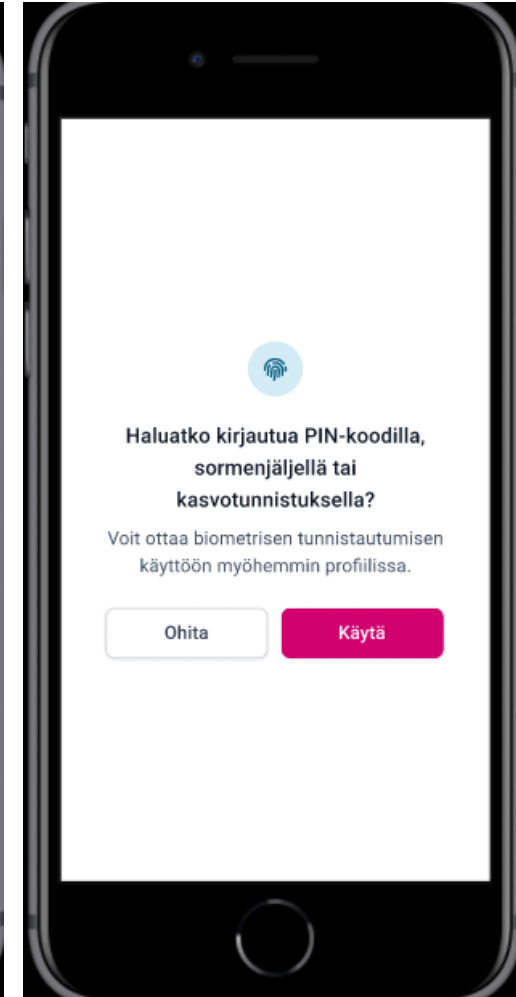 Haluatko kirjautua PIN-koodilla,
sormenjäljellä tai
kasvotunnistuksella?
Voit ottaa biometrisen tunnistautumisen
käyttöön myöhemmin profiilissa.
Ohita
Käytä